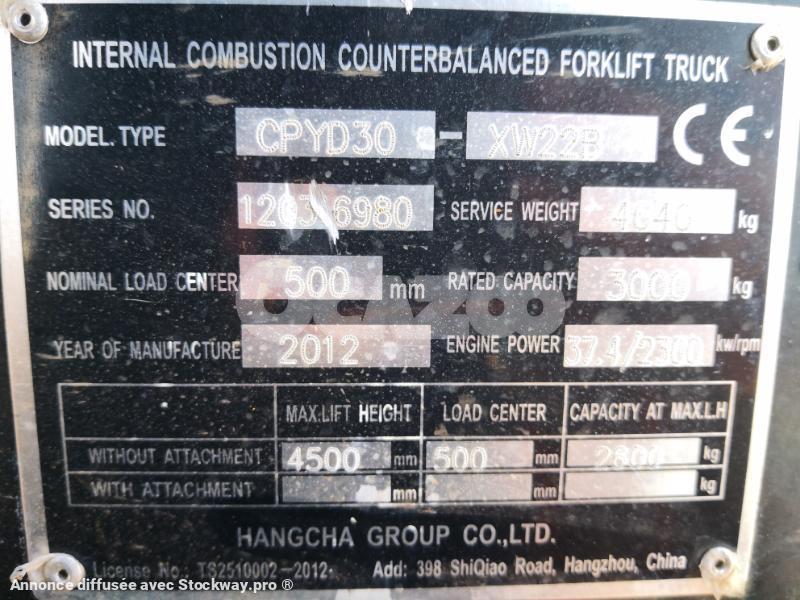 INTERNAL COMBUSTION COUNTERBALANCED FORKLIFT TRUCK
MODEL.TYPE CPYD30 - XW22B CE
SERIES NO. SERVICE WEIGHT kg
NOMINAL LOAD CENTER 500 mm RATED CAPACITY 3000 kg
OCAZOO
YEAR OF MANUFACTURE 2012 ENGINE POWER 37.4/2300 kw/rpm
MAX.LIFT HEIGHT LOAD CENTER CAPACITY AT MAX.L.H
WITHOUT ATTACHMENT 4500 mm 500 mm kg
WITH ATTACHMENT mm mm kg
HANGCHA GROUP CO.,LTD.
License No: TS2510002-2012 Add: 398 ShiQiao Road, Hangzhou, China
Annonce diffusée avec Stockway.pro ®